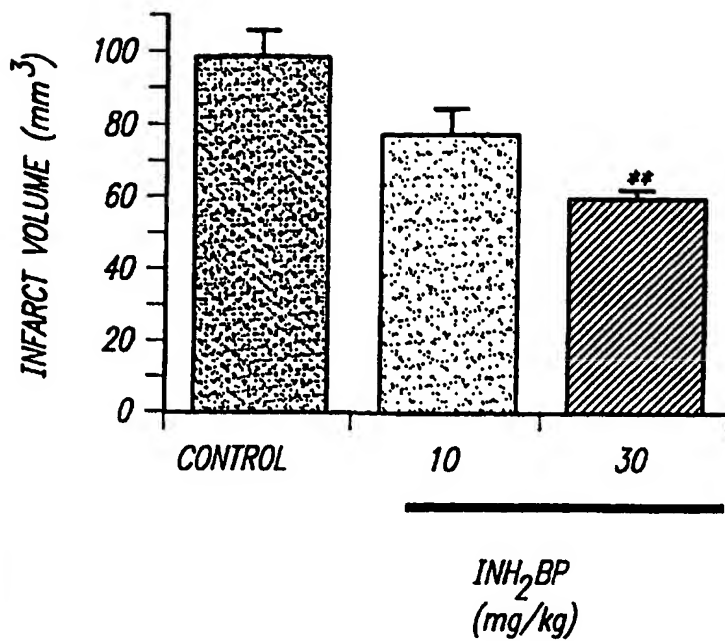 INFARCT VOLUME (mm³)
100
80
60
40
20
0
**
CONTROL
10
30
INH₂BP
(mg/kg)